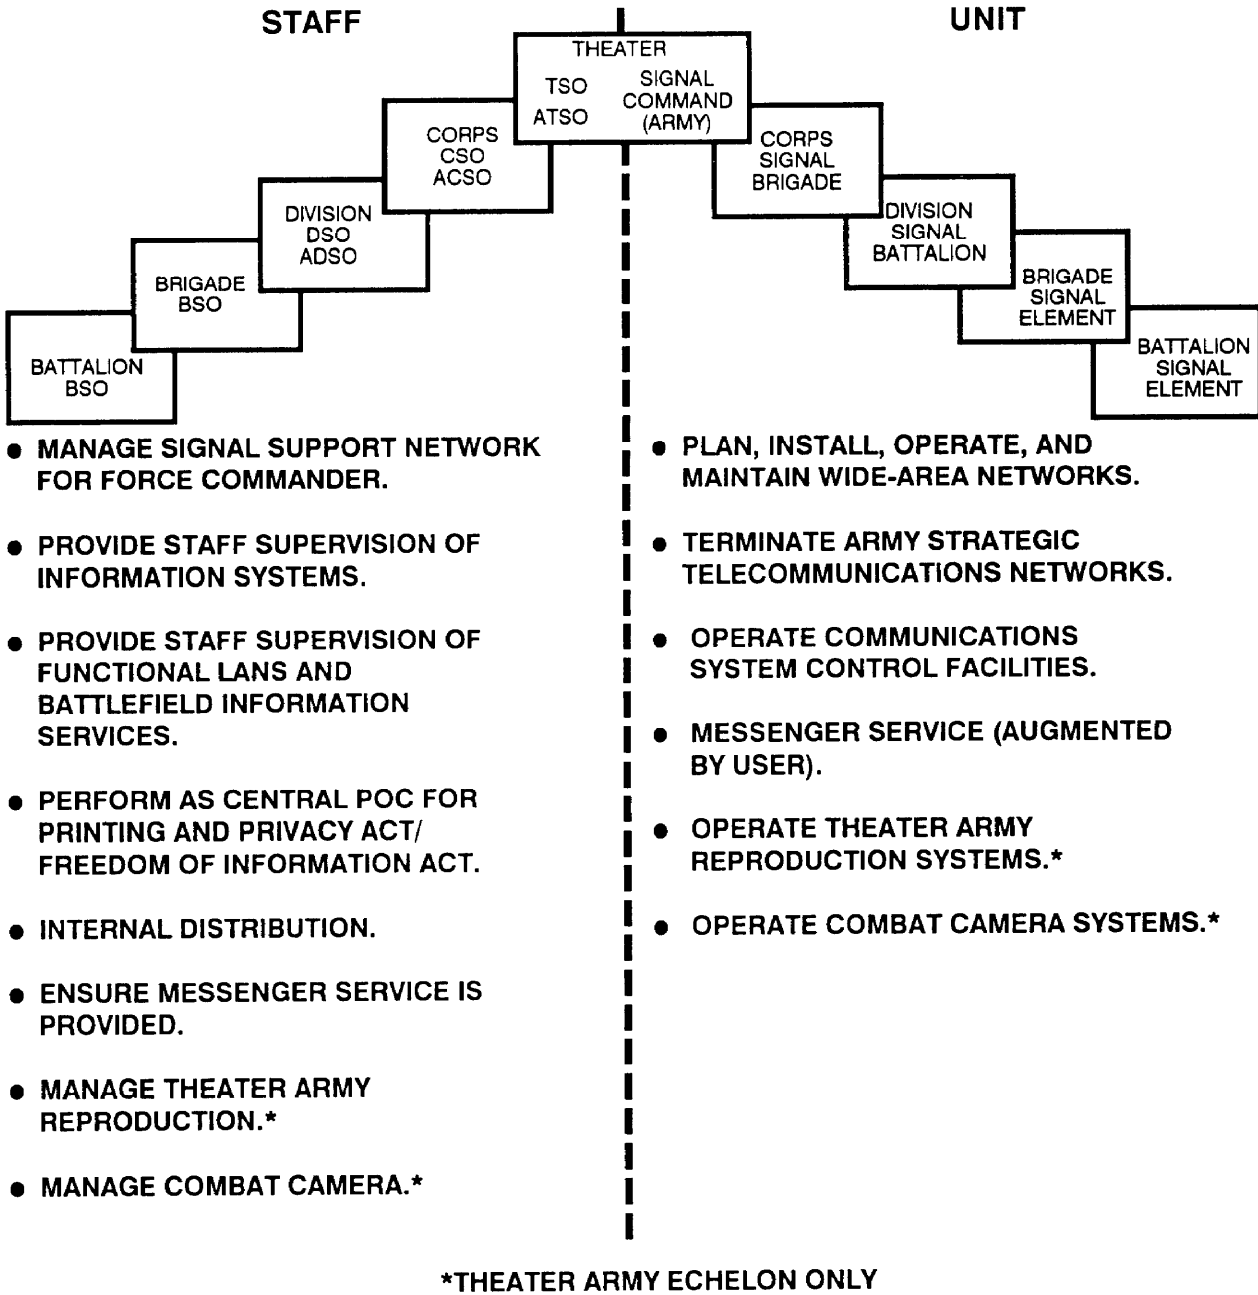 STAFF
UNIT
THEATER
TSO
ATSO
SIGNAL
COMMAND
(ARMY)
CORPS
CSO
ACSO
DIVISION
DSO
ADSO
BRIGADE
BSO
BATTALION
BSO
CORPS
SIGNAL
BRIGADE
DIVISION
SIGNAL
BATTALION
BRIGADE
SIGNAL
ELEMENT
BATTALION
SIGNAL
ELEMENT
● MANAGE SIGNAL SUPPORT NETWORK
FOR FORCE COMMANDER.
● PROVIDE STAFF SUPERVISION OF
INFORMATION SYSTEMS.
● PROVIDE STAFF SUPERVISION OF
FUNCTIONAL LANS AND
BATTLEFIELD INFORMATION
SERVICES.
● PERFORM AS CENTRAL POC FOR
PRINTING AND PRIVACY ACT/
FREEDOM OF INFORMATION ACT.
● INTERNAL DISTRIBUTION.
● ENSURE MESSENGER SERVICE IS
PROVIDED.
● MANAGE THEATER ARMY
REPRODUCTION.*
● MANAGE COMBAT CAMERA.*
● PLAN, INSTALL, OPERATE, AND
MAINTAIN WIDE-AREA NETWORKS.
● TERMINATE ARMY STRATEGIC
TELECOMMUNICATIONS NETWORKS.
● OPERATE COMMUNICATIONS
SYSTEM CONTROL FACILITIES.
● MESSENGER SERVICE (AUGMENTED
BY USER).
● OPERATE THEATER ARMY
REPRODUCTION SYSTEMS.*
● OPERATE COMBAT CAMERA SYSTEMS.*
*THEATER ARMY ECHELON ONLY